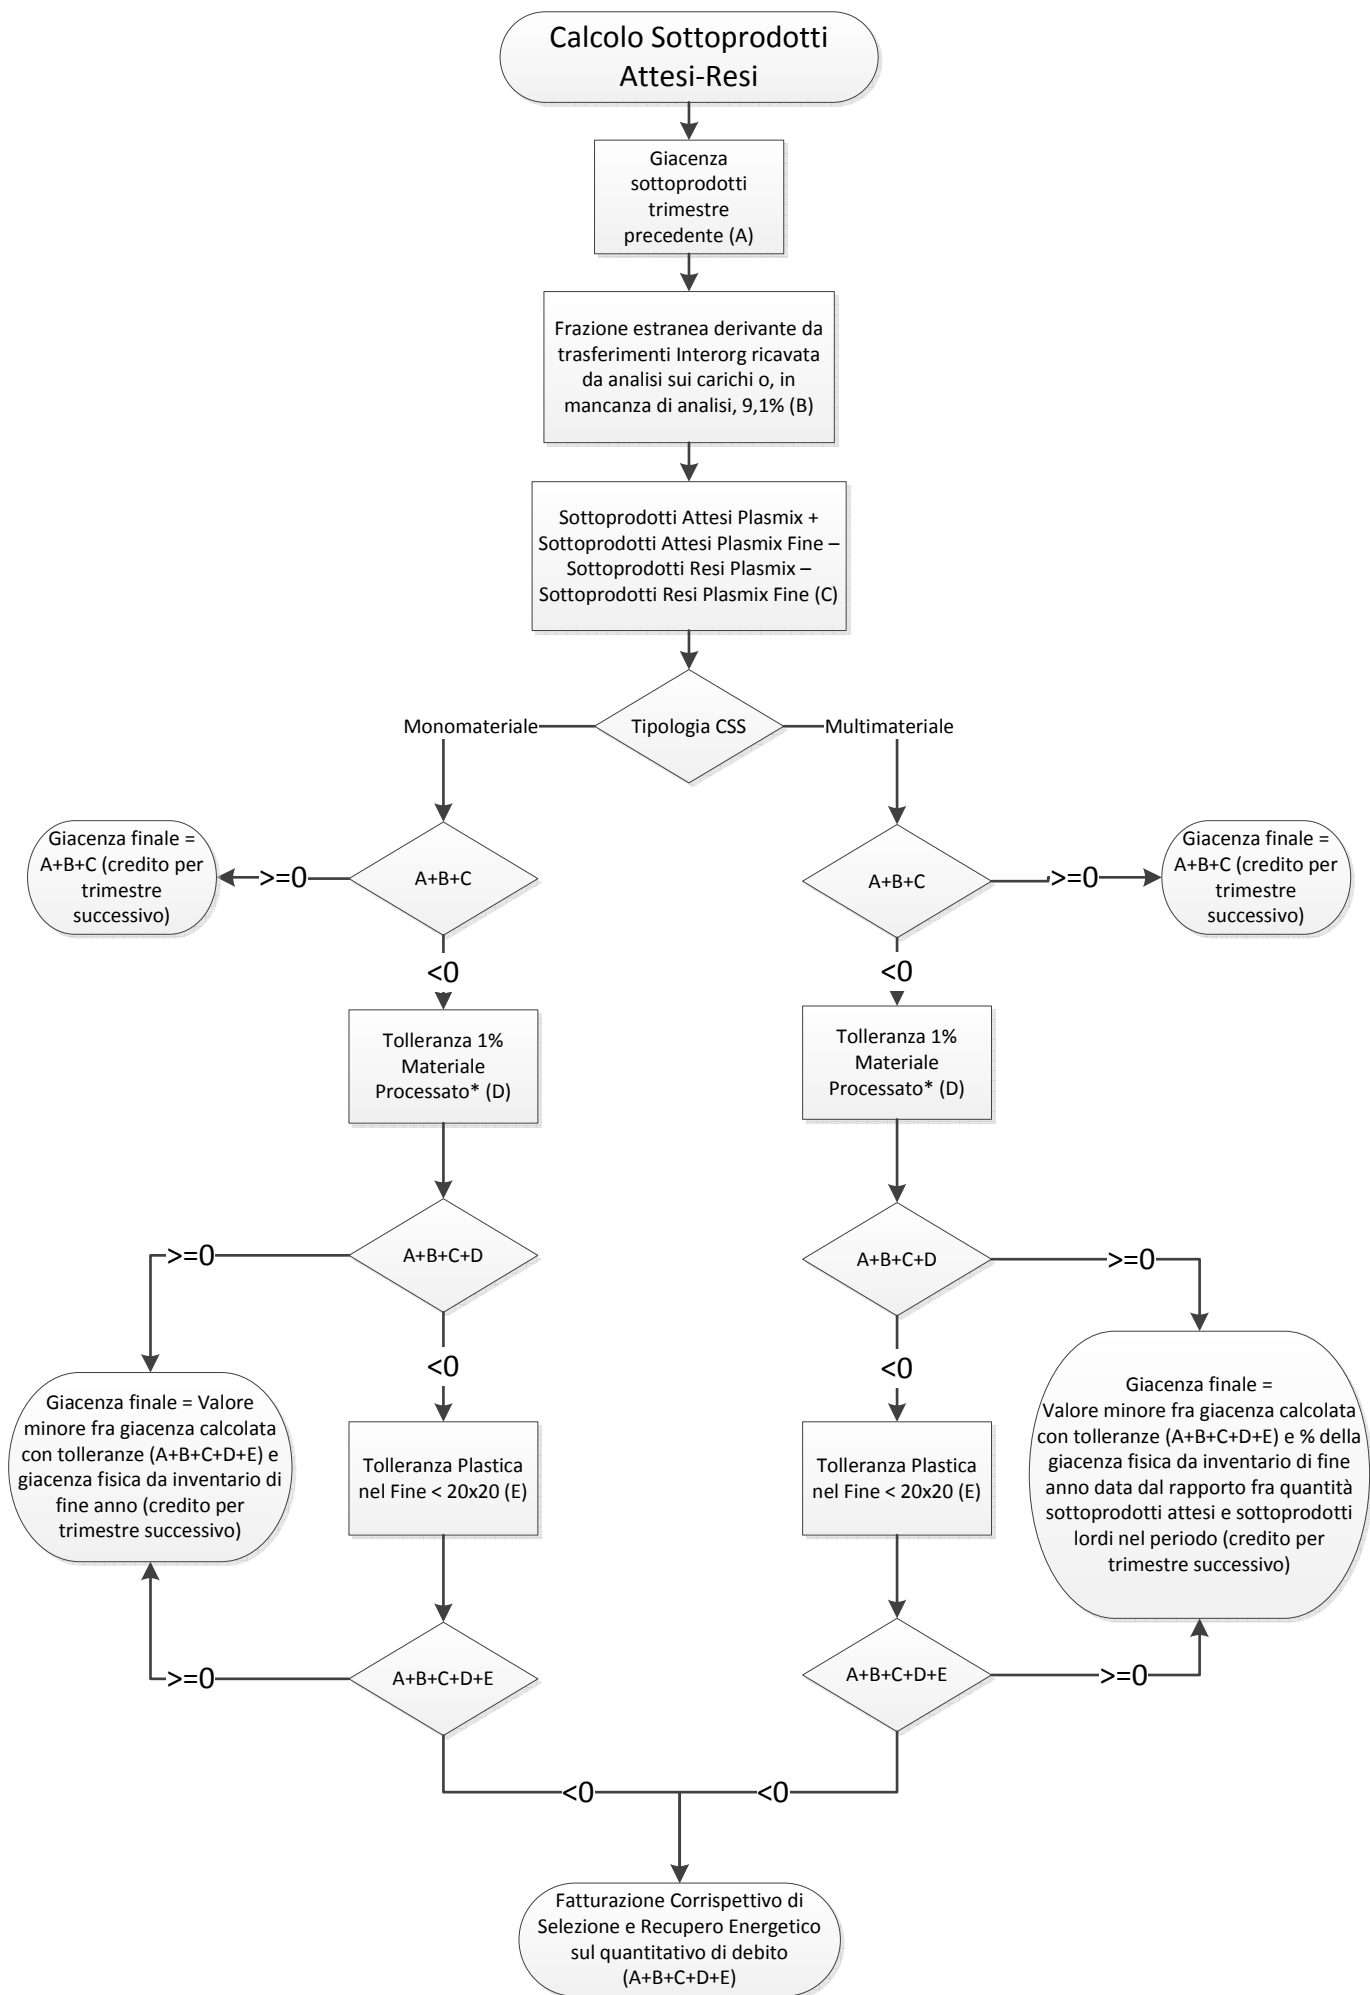 Calcolo Sottoprodotti
Attesi-Resi
Giacenza
sottoprodotti
trimestre
precedente (A)
Frazione estranea derivante da
trasferimenti Interorg ricavata
da analisi sui carichi o, in
mancanza di analisi, 9,1% (B)
Sottoprodotti Attesi Plasmix +
Sottoprodotti Attesi Plasmix Fine –
Sottoprodotti Resi Plasmix –
Sottoprodotti Resi Plasmix Fine (C)
Monomateriale
Tipologia CSS
Multimateriale
Giacenza finale =
A+B+C (credito per
trimestre
successivo)
>=0
A+B+C
A+B+C
>=0
Giacenza finale =
A+B+C (credito per
trimestre
successivo)
<0
<0
Tolleranza 1%
Materiale
Processato* (D)
Tolleranza 1%
Materiale
Processato* (D)
>=0
A+B+C+D
A+B+C+D
>=0
<0
<0
Giacenza finale = Valore
minore fra giacenza calcolata
con tolleranze (A+B+C+D+E) e
giacenza fisica da inventario di
fine anno (credito per
trimestre successivo)
Tolleranza Plastica
nel Fine < 20x20 (E)
Tolleranza Plastica
nel Fine < 20x20 (E)
Giacenza finale =
Valore minore fra giacenza calcolata
con tolleranze (A+B+C+D+E) e % della
giacenza fisica da inventario di fine
anno data dal rapporto fra quantità
sottoprodotti attesi e sottoprodotti
lordi nel periodo (credito per
trimestre successivo)
>=0
A+B+C+D+E
A+B+C+D+E
>=0
<0
<0
Fatturazione Corrispettivo di
Selezione e Recupero Energetico
sul quantitativo di debito
(A+B+C+D+E)